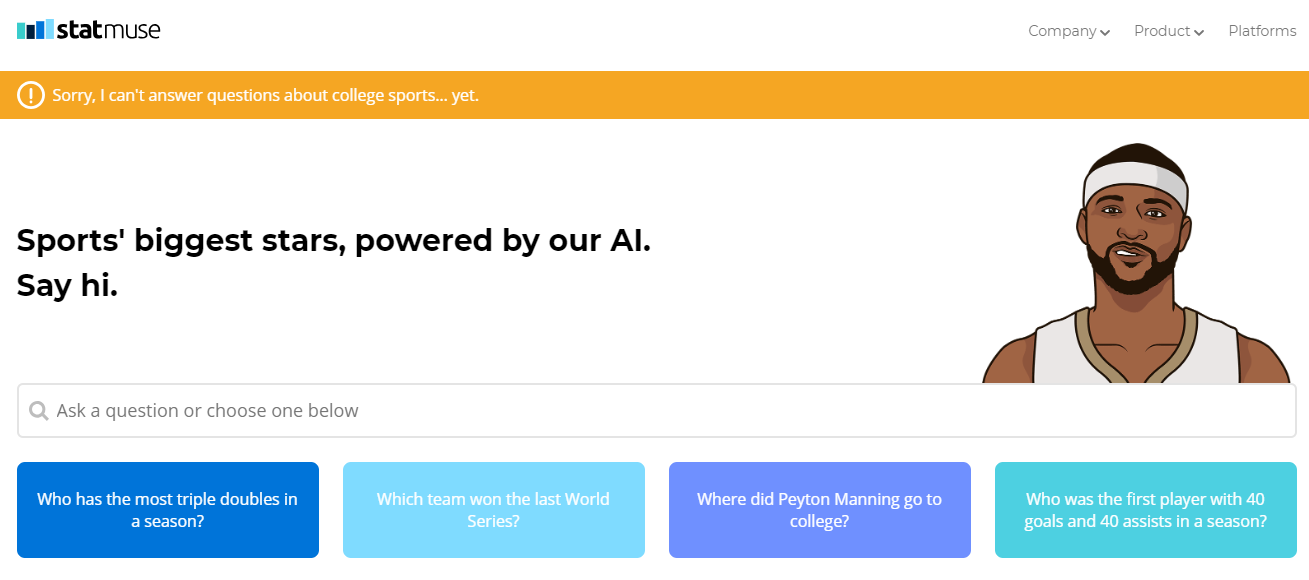 statmuse
Company
Product
Platforms
Sorry, I can't answer questions about college sports... yet.
Sports' biggest stars, powered by our AI.
Say hi.
Ask a question or choose one below
Who has the most triple doubles in
a season?
Which team won the last World
Series?
Where did Peyton Manning go to
college?
Who was the first player with 40
goals and 40 assists in a season?